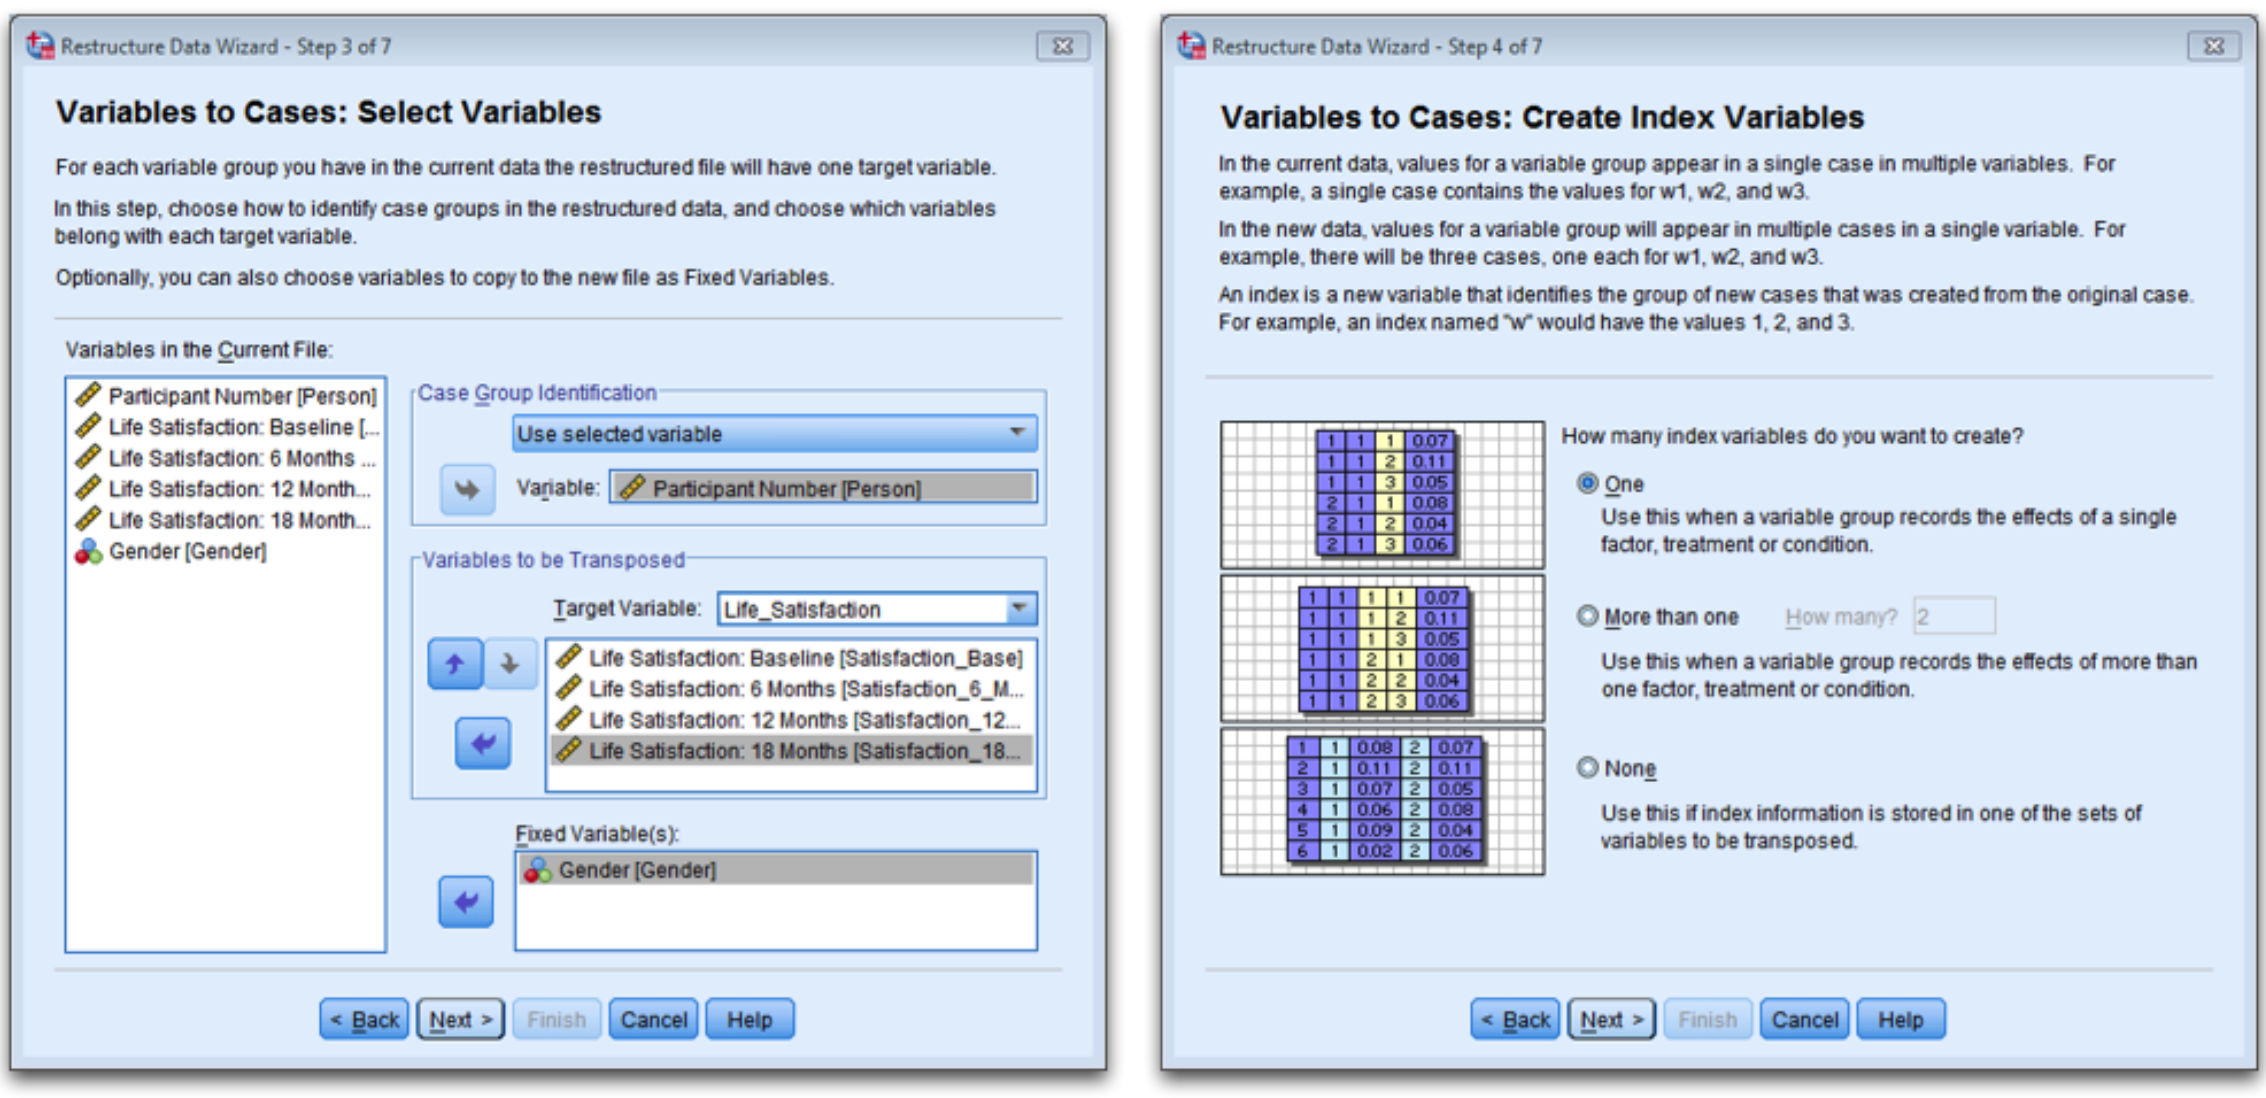 Restructure Data Wizard - Step 3 of 7
Variables to Cases: Select Variables
For each variable group you have in the current data the restructured file will have one target variable.
In this step, choose how to identify case groups in the restructured data, and choose which variables
belong with each target variable.
Optionally, you can also choose variables to copy to the new file as Fixed Variables.
Variables in the Current File:
Participant Number [Person]
Life Satisfaction: Baseline [...
Life Satisfaction: 6 Months ...
Life Satisfaction: 12 Month...
Life Satisfaction: 18 Month...
Gender [Gender]
Case Group Identification
Use selected variable
Variable: Participant Number [Person]
Variables to be Transposed
Target Variable: Life_Satisfaction
Life Satisfaction: Baseline [Satisfaction_Base]
Life Satisfaction: 6 Months [Satisfaction_6_M...
Life Satisfaction: 12 Months [Satisfaction_12...
Life Satisfaction: 18 Months [Satisfaction_18...
Fixed Variable(s):
Gender [Gender]
< Back Next > Finish Cancel Help
Restructure Data Wizard - Step 4 of 7
Variables to Cases: Create Index Variables
In the current data, values for a variable group appear in a single case in multiple variables. For
example, a single case contains the values for w1, w2, and w3.
In the new data, values for a variable group will appear in multiple cases in a single variable. For
example, there will be three cases, one each for w1, w2, and w3.
An index is a new variable that identifies the group of new cases that was created from the original case.
For example, an index named "w" would have the values 1, 2, and 3.
1 1 1 0.07
1 1 2 0.11
1 1 3 0.05
2 1 1 0.08
2 1 2 0.04
2 1 3 0.06
How many index variables do you want to create?
One
Use this when a variable group records the effects of a single
factor, treatment or condition.
1 1 1 1 0.07
1 1 1 2 0.11
1 1 1 3 0.05
1 1 2 1 0.08
1 1 2 2 0.04
1 1 2 3 0.06
More than one How many? 2
Use this when a variable group records the effects of more than
one factor, treatment or condition.
1 1 0.08 2 0.07
2 1 0.11 2 0.11
3 1 0.07 2 0.05
4 1 0.06 2 0.08
5 1 0.09 2 0.04
6 1 0.02 2 0.06
None
Use this if index information is stored in one of the sets of
variables to be transposed.
< Back Next > Finish Cancel Help